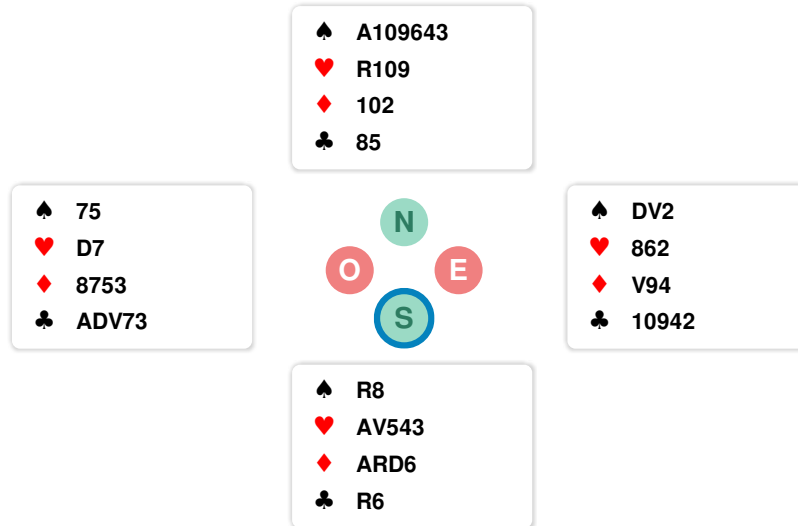 ♠ A109643
♥ R109
♦ 102
♣ 85
♠ 75
♥ D7
♦ 8753
♣ ADV73
N
O E
S
♠ DV2
♥ 862
♦ V94
♣ 10942
♠ R8
♥ AV543
♦ ARD6
♣ R6